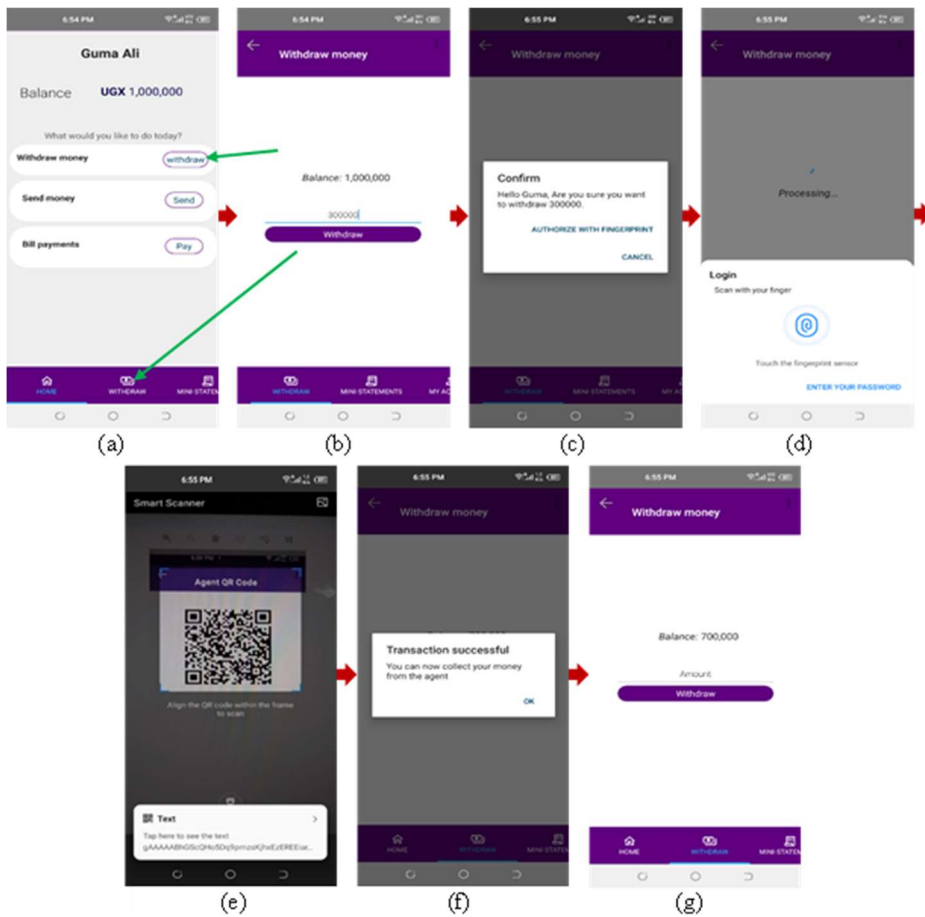 6:54 PM
Guma Ali
Balance UGX 1,000,000
What would you like to do today?
Withdraw money withdraw
Send money Send
Bill payments Pay
HOME WITHDRAW MINI STATEM
(a)
6:54 PM
Withdraw money
Balance: 1,000,000
300000
Withdraw
WITHDRAW MINI STATEMENTS MY AC
(b)
6:55 PM
Withdraw money
Confirm
Hello Guma, Are you sure you want
to withdraw 300000.
AUTHORIZE WITH FINGERPRINT
CANCEL
WITHDRAW MINI STATEMENTS MY AC
(c)
6:55 PM
Withdraw money
Processing...
Login
Scan with your finger
Touch the fingerprint sensor
ENTER YOUR PASSWORD
(d)
6:55 PM
Smart Scanner
Agent QR Code
Align the QR code within the frame
to scan
Text
Tap here to see the text
(e)
6:55 PM
Withdraw money
Transaction successful
You can now collect your money
from the agent
OK
HOME WITHDRAW MINI STATEM
(f)
6:55 PM
Withdraw money
Balance: 700,000
Amount
Withdraw
HOME WITHDRAW MINI STATEM
(g)